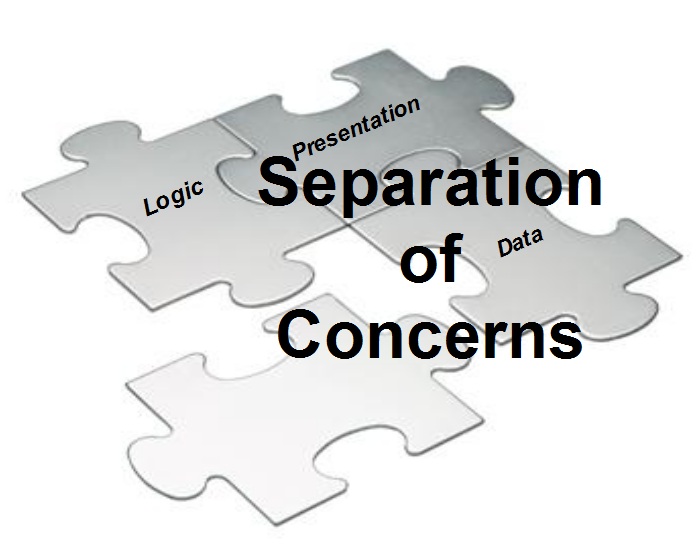 Presentation
Logic
Separation
of
Data
Concerns